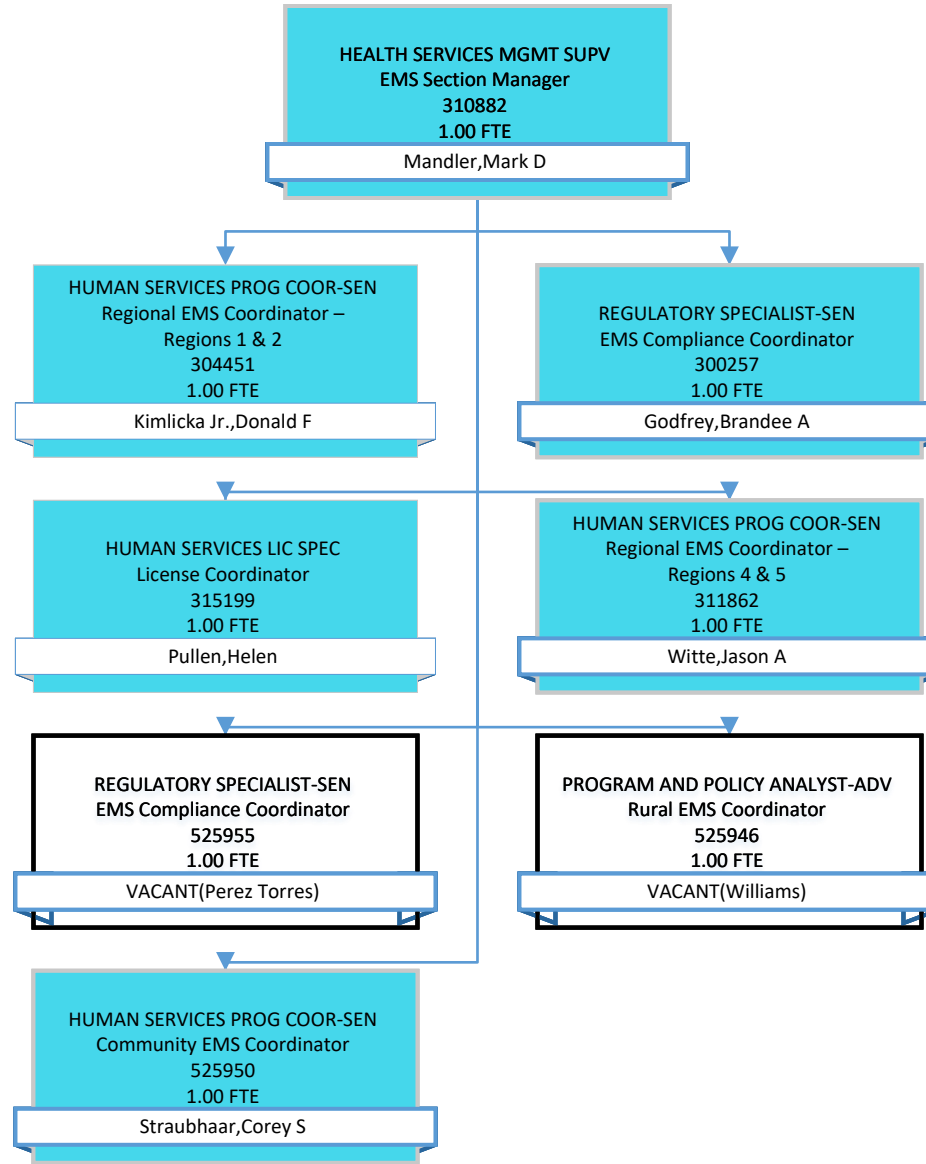 HEALTH SERVICES MGMT SUPV
EMS Section Manager
310882
1.00 FTE
Mandler,Mark D
HUMAN SERVICES PROG COOR-SEN
Regional EMS Coordinator –
Regions 1 & 2
304451
1.00 FTE
Kimlicka Jr.,Donald F
REGULATORY SPECIALIST-SEN
EMS Compliance Coordinator
300257
1.00 FTE
Godfrey,Brandee A
HUMAN SERVICES LIC SPEC
License Coordinator
315199
1.00 FTE
Pullen,Helen
HUMAN SERVICES PROG COOR-SEN
Regional EMS Coordinator –
Regions 4 & 5
311862
1.00 FTE
Witte,Jason A
REGULATORY SPECIALIST-SEN
EMS Compliance Coordinator
525955
1.00 FTE
VACANT(Perez Torres)
PROGRAM AND POLICY ANALYST-ADV
Rural EMS Coordinator
525946
1.00 FTE
VACANT(Williams)
HUMAN SERVICES PROG COOR-SEN
Community EMS Coordinator
525950
1.00 FTE
Straubhaar,Corey S